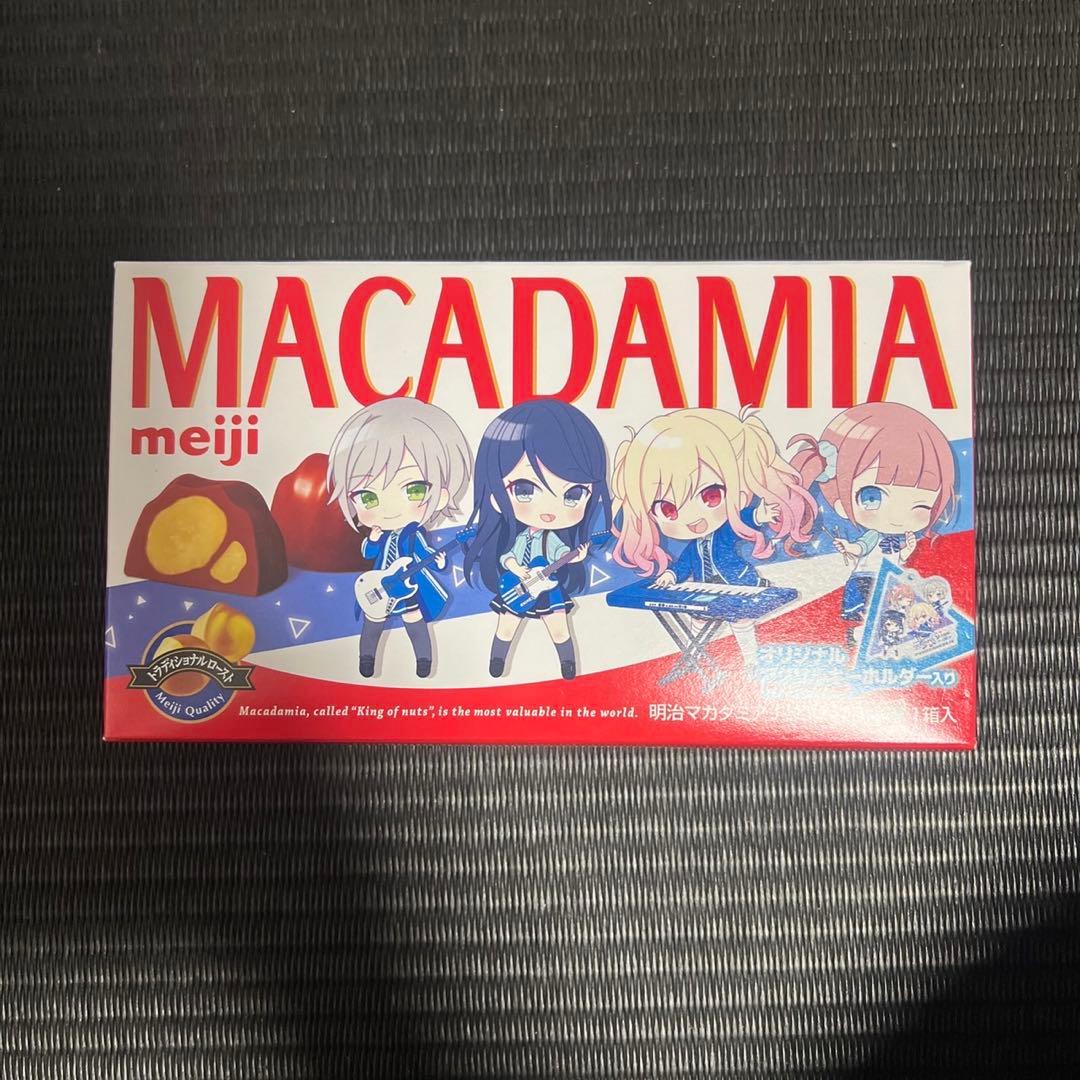 MACADAMIA
meiji
トラディショナルロースト
Meiji Quality
オリジナル
ホルダー入り
Macadamia, called "King of nuts", is the most valuable in the world. 明治マカダミア 1箱入